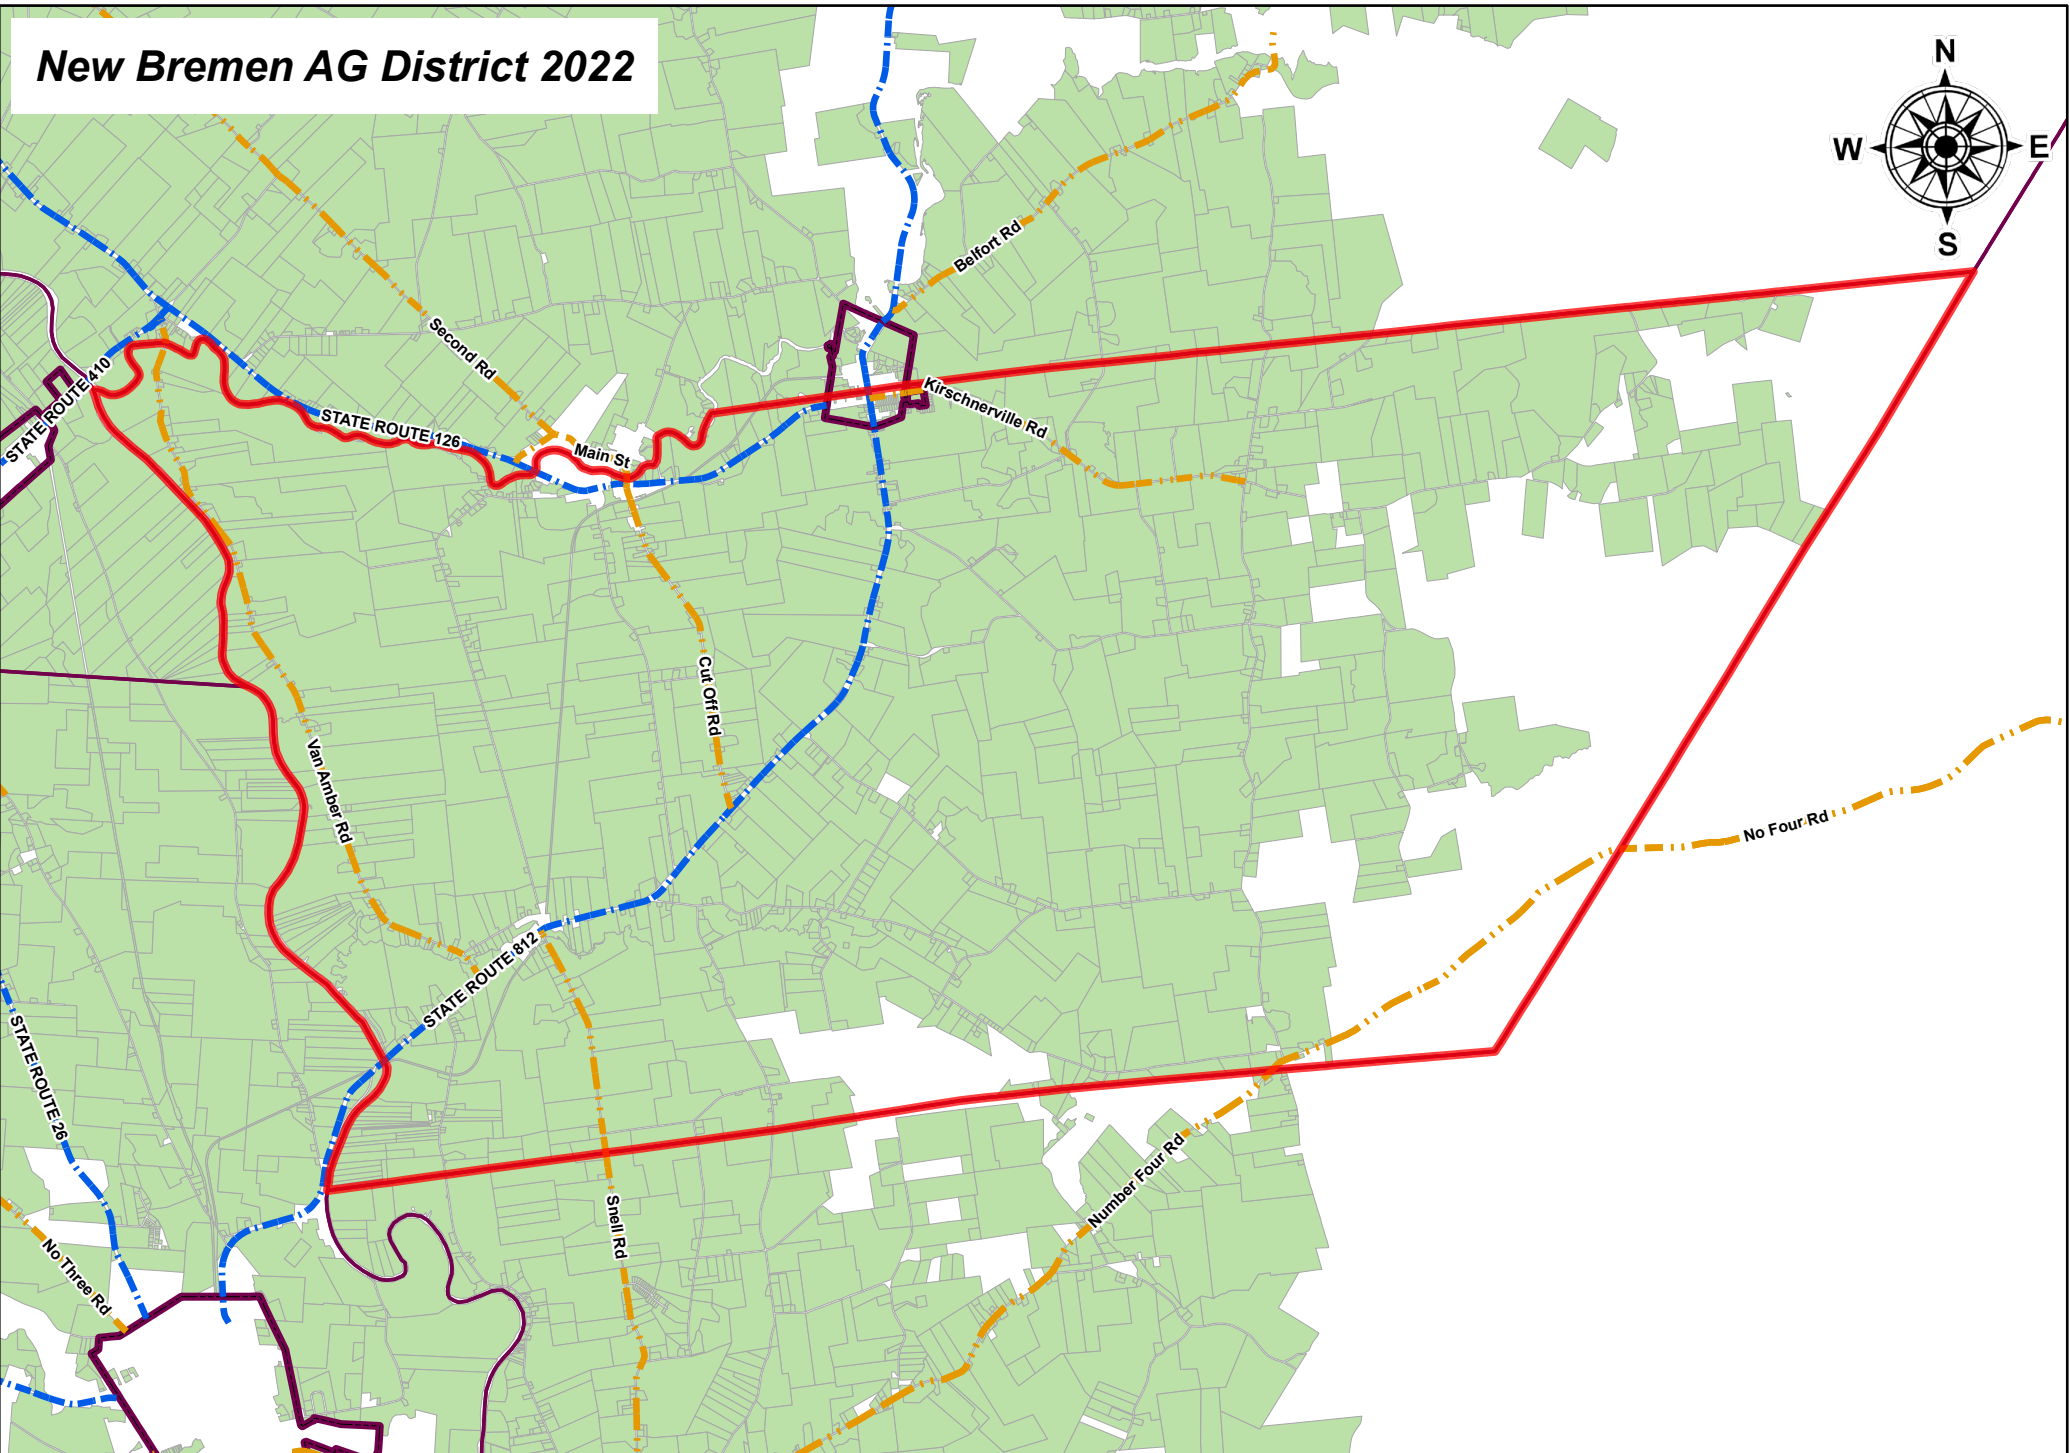 New Bremen AG District 2022
N
W
E
S
Belfort Rd
Second Rd
STATE ROUTE 410
STATE ROUTE 126
Main St
Kirschnerville Rd
Cut Off Rd
Van Amber Rd
No Four Rd
STATE ROUTE 812
STATE ROUTE 26
Number Four Rd
Snell Rd
No Three Rd